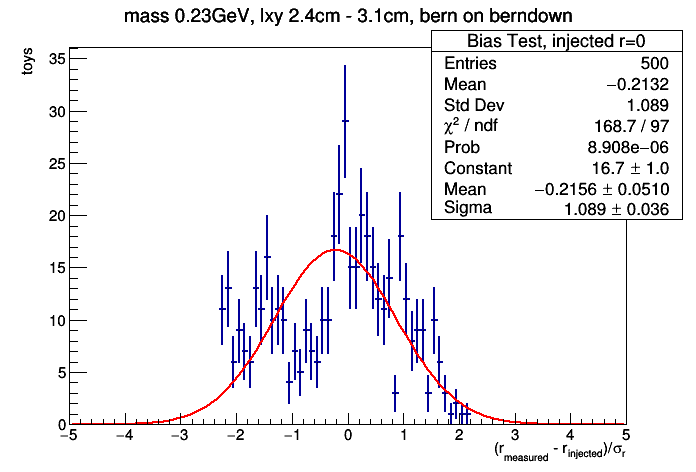 mass 0.23GeV, lxy 2.4cm - 3.1cm, bern on berndown
Bias Test, injected r=0
Entries 500
Mean −0.2132
Std Dev 1.089
χ² / ndf 168.7 / 97
Prob 8.908e−06
Constant 16.7 ± 1.0
Mean −0.2156 ± 0.0510
Sigma 1.089 ± 0.036
toys
35
30
25
20
15
10
5
0
−5 −4 −3 −2 −1 0 1 2 3 4 5
(r_measured - r_injected)/σ_r